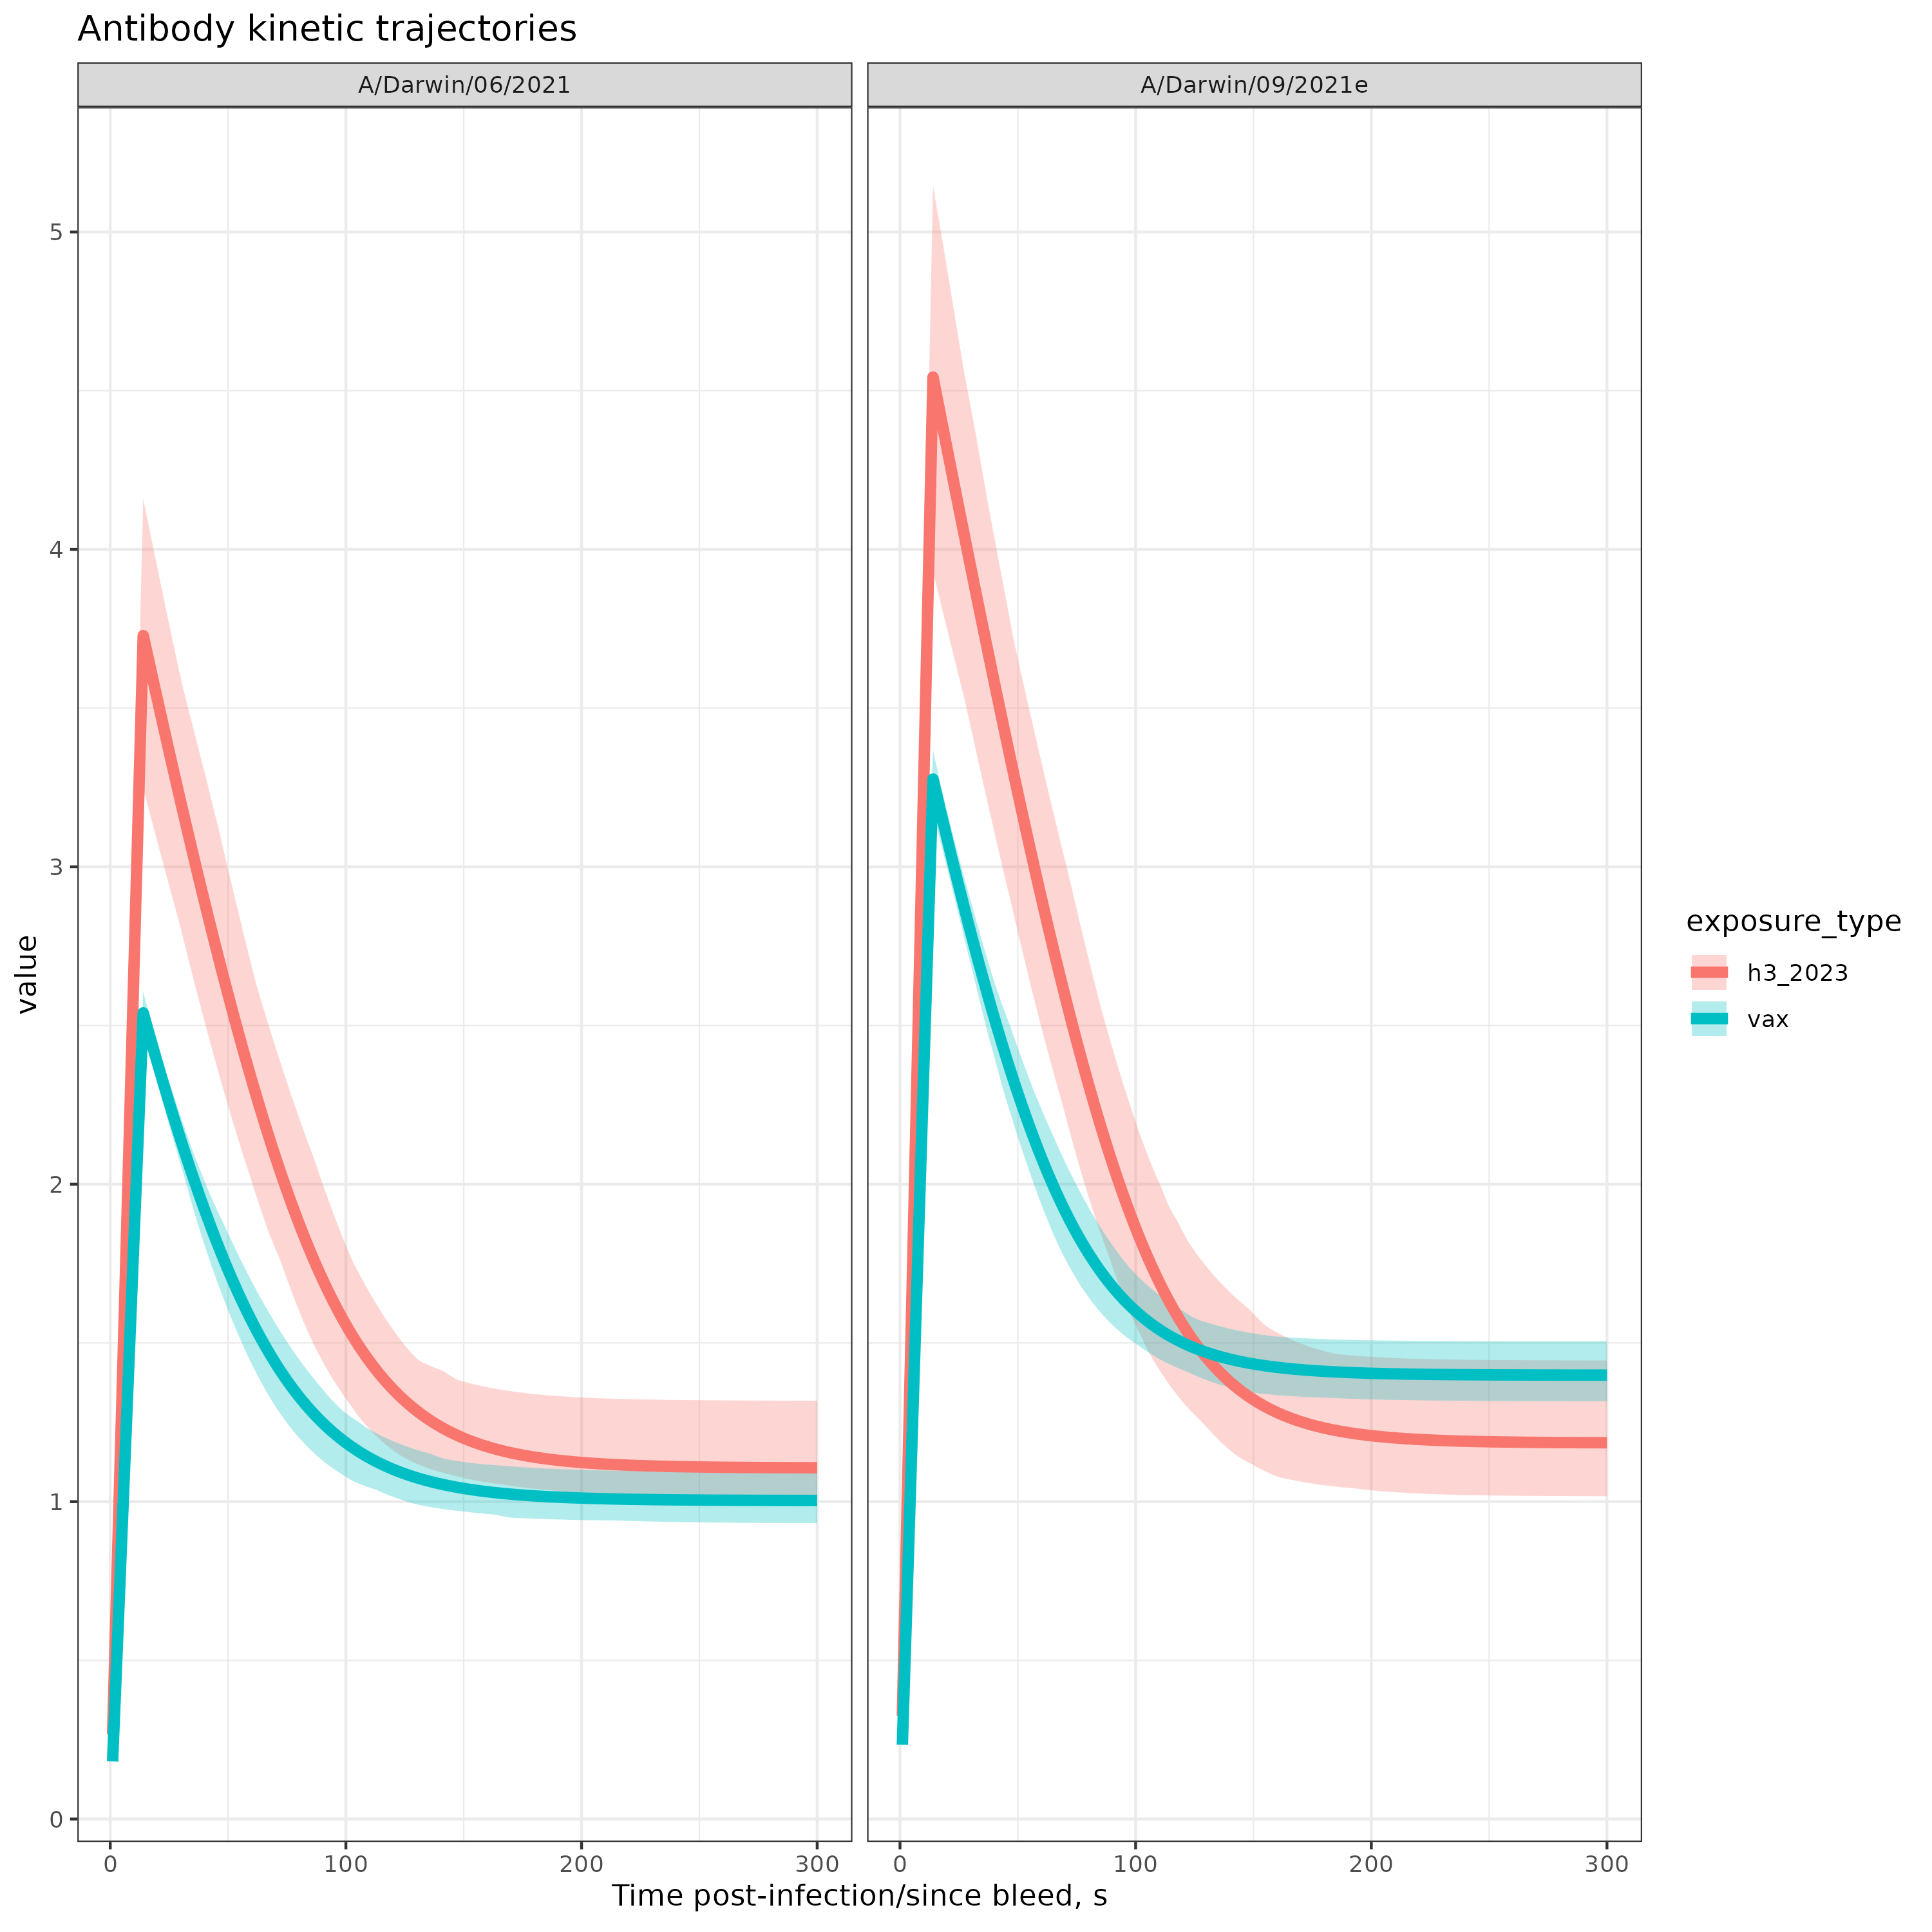 Antibody kinetic trajectories
A/Darwin/06/2021
A/Darwin/09/2021e
5
4
3
2
1
0
value
0 100 200 300
0 100 200 300
Time post-infection/since bleed, s
exposure_type
h3_2023
vax